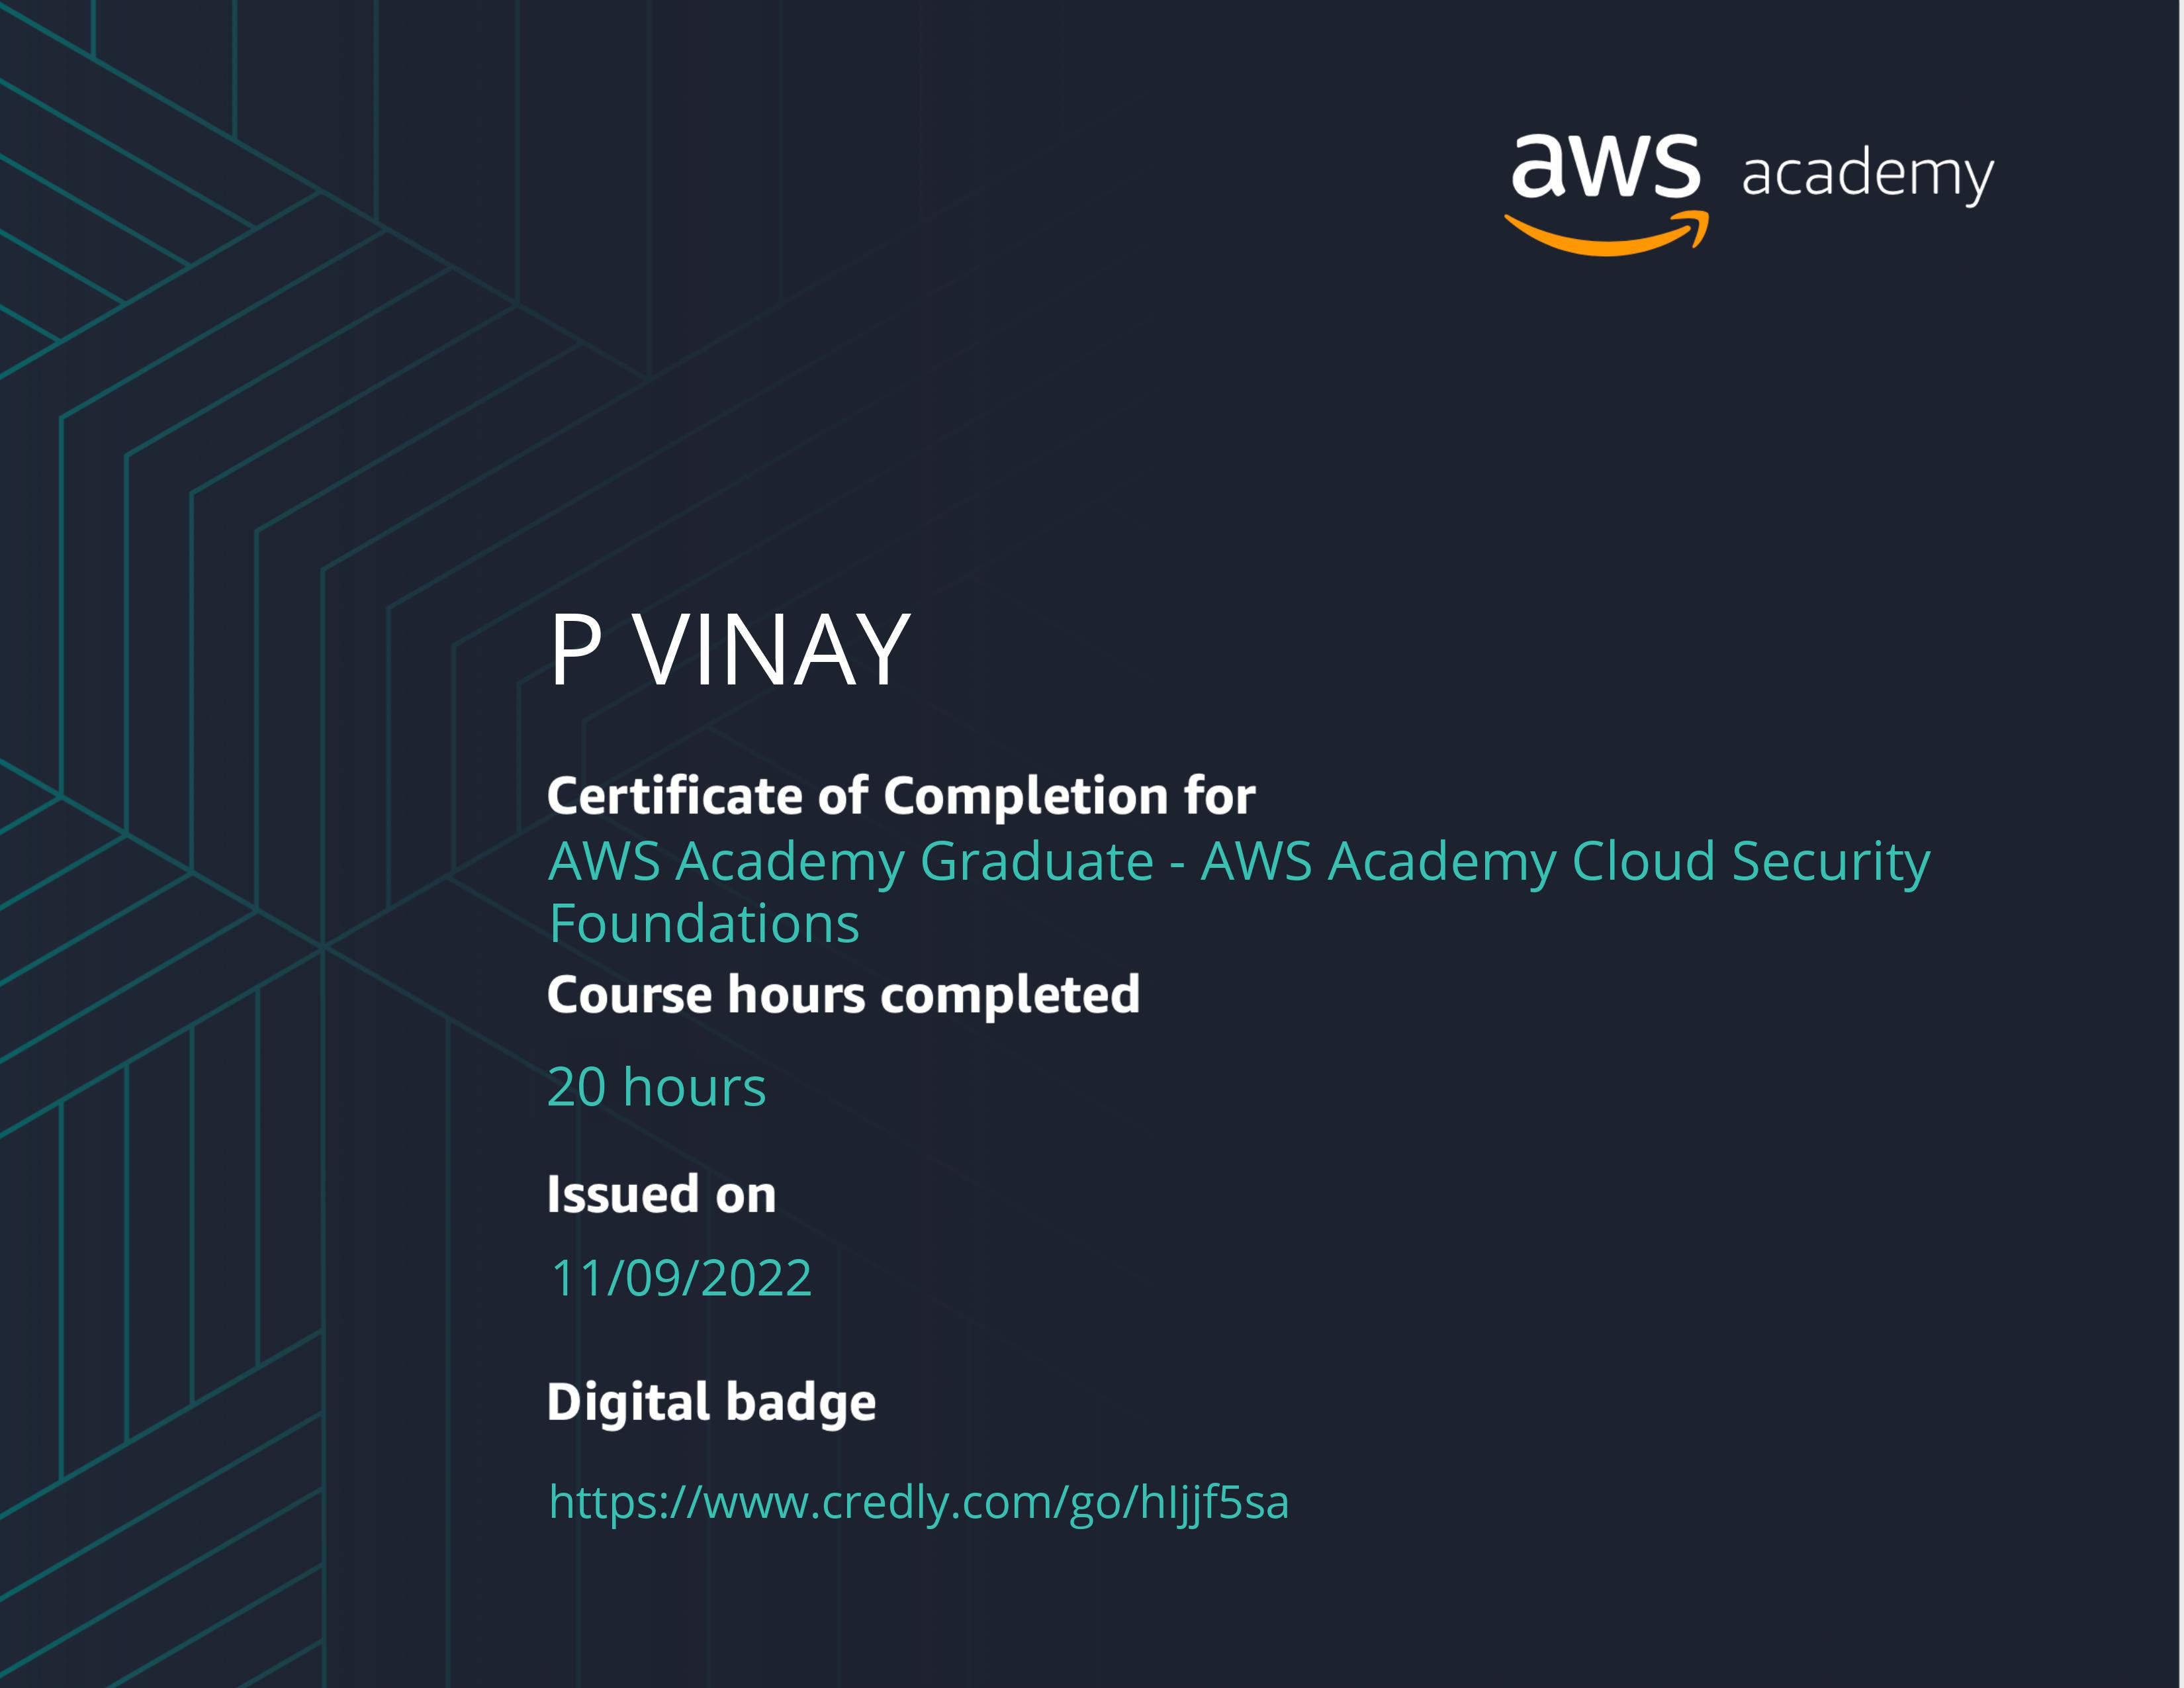 aws academy
P VINAY
Certificate of Completion for
AWS Academy Graduate - AWS Academy Cloud Security
Foundations
Course hours completed
20 hours
Issued on
11/09/2022
Digital badge
https://www.credly.com/go/hIjjf5sa